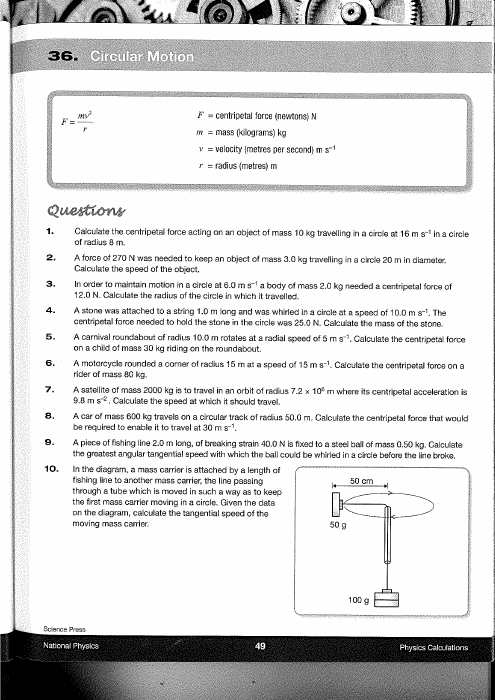 36. Circular Motion
F = mv²/r
F = centripetal force (newtons) N
m = mass (kilograms) kg
v = velocity (metres per second) m s⁻¹
r = radius (metres) m
Questions
1. Calculate the centripetal force acting on an object of mass 10 kg travelling in a circle at 16 m s⁻¹ in a circle
of radius 8 m.
2. A force of 270 N was needed to keep an object of mass 3.0 kg travelling in a circle 20 m in diameter.
Calculate the speed of the object.
3. In order to maintain motion in a circle at 6.0 m s⁻¹ a body of mass 2.0 kg needed a centripetal force of
12.0 N. Calculate the radius of the circle in which it travelled.
4. A stone was attached to a string 1.0 m long and was whirled in a circle at a speed of 10.0 m s⁻¹. The
centripetal force needed to hold the stone in the circle was 25.0 N. Calculate the mass of the stone.
5. A carnival roundabout of radius 10.0 m rotates at a radial speed of 5 m s⁻¹. Calculate the centripetal force
on a child of mass 30 kg riding on the roundabout.
6. A motorcycle rounded a corner of radius 15 m at a speed of 15 m s⁻¹. Calculate the centripetal force on a
rider of mass 80 kg.
7. A satellite of mass 2000 kg is to travel in an orbit of radius 7.2 × 10⁶ m where its centripetal acceleration is
9.8 m s⁻². Calculate the speed at which it should travel.
8. A car of mass 600 kg travels on a circular track of radius 50.0 m. Calculate the centripetal force that would
be required to enable it to travel at 30 m s⁻¹.
9. A piece of fishing line 2.0 m long, of breaking strain 40.0 N is fixed to a steel ball of mass 0.50 kg. Calculate
the greatest angular tangential speed with which the ball could be whirled in a circle before the line broke.
10. In the diagram, a mass carrier is attached by a length of
fishing line to another mass carrier, the line passing
through a tube which is moved in such a way as to keep
the first mass carrier moving in a circle. Given the data
on the diagram, calculate the tangential speed of the
moving mass carrier.
50 cm
50 g
100 g
Science Press
National Physics
49
Physics Calculations